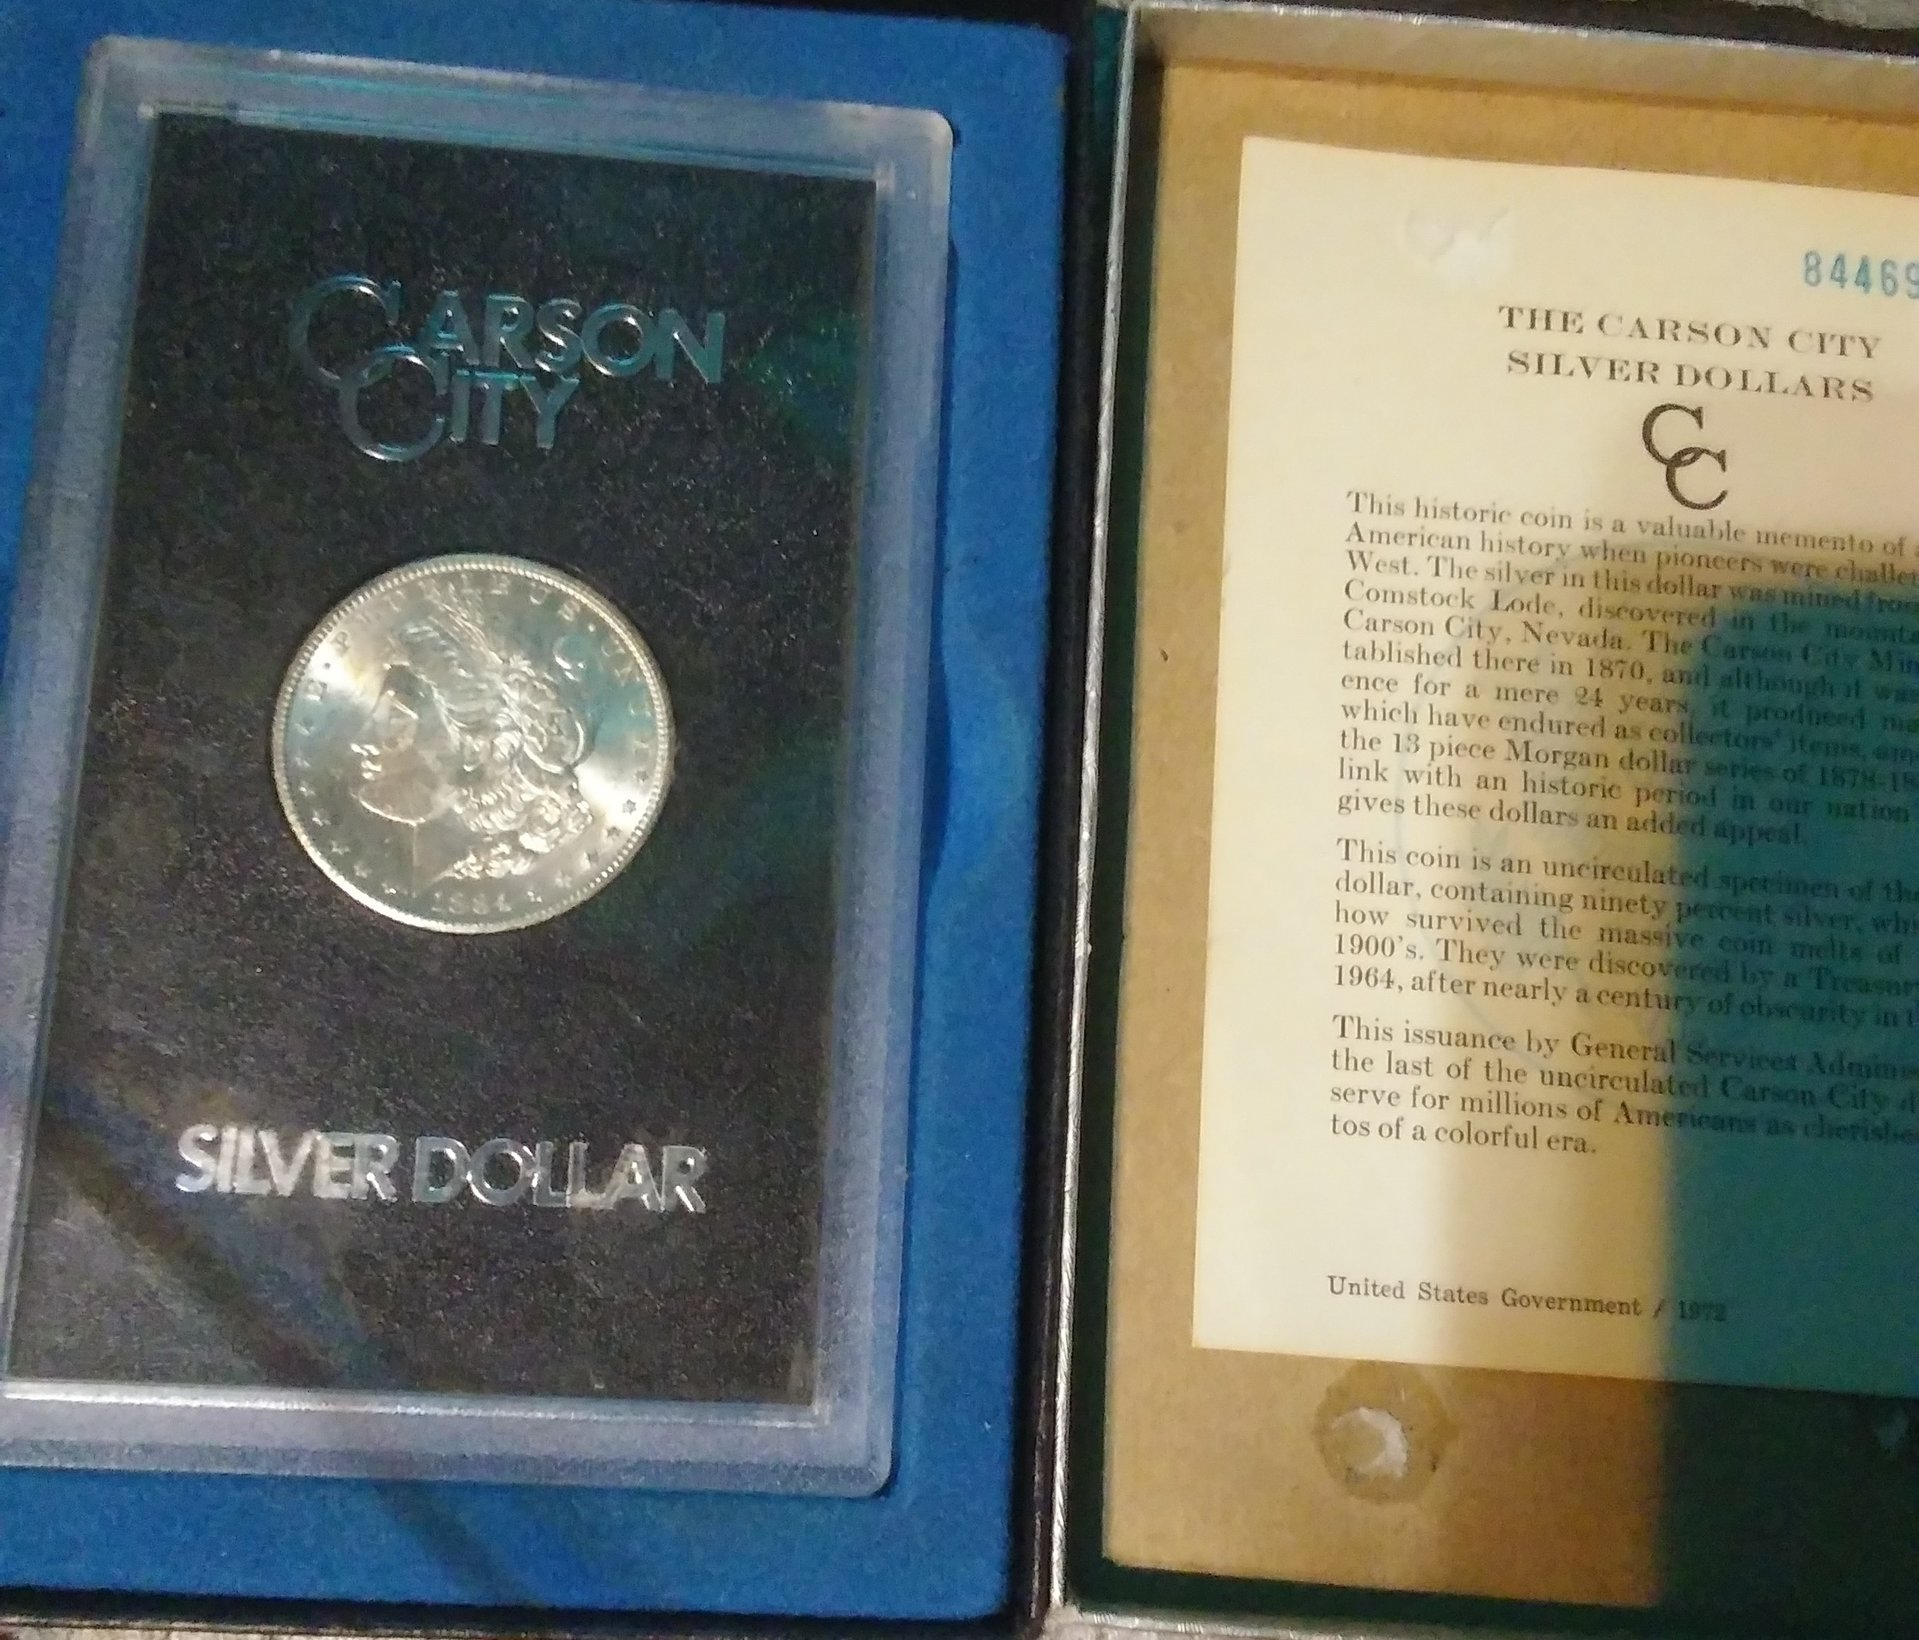 CARSON
CITY
E·PLURIBUS·UNUM
1884
SILVER DOLLAR
84469
THE CARSON CITY
SILVER DOLLARS
CC
This historic coin is a valuable memento of
American history when pioneers were
West. The silver in this dollar was mined
Comstock Lode, discovered in the
Carson City, Nevada. The Carson City
tablished there in 1870, and although it was
ence for a mere 24 years, it produced
which have endured as collectors' items,
the 13 piece Morgan dollar series of
link with an historic period in our
gives these dollars an added appeal.
This coin is an uncirculated specimen of
dollar, containing ninety percent silver,
how survived the massive coin melts of
1900's. They were discovered by a
1964, after nearly a century of obscurity in
This issuance by General Services
the last of the uncirculated Carson City
serve for millions of Americans as
tos of a colorful era.
United States Government / 1972